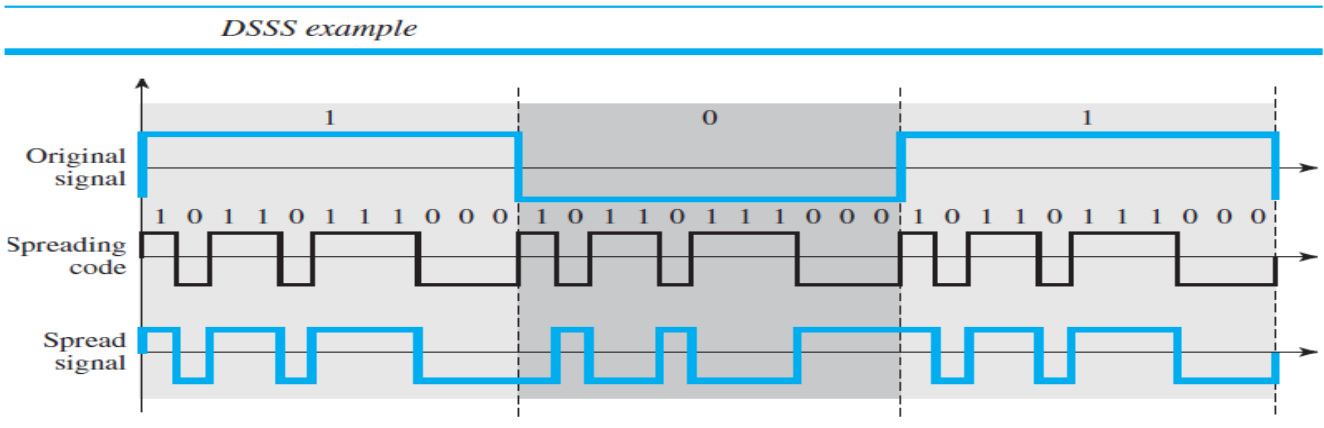 DSSS example
1 0 1
Original
signal
1 0 1 1 0 1 1 1 0 0 0 1 0 1 1 0 1 1 1 0 0 0 1 0 1 1 0 1 1 1 0 0 0
Spreading
code
Spread
signal